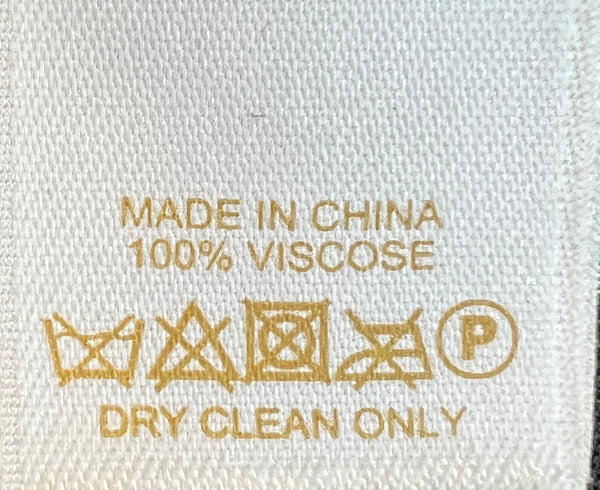 MADE IN CHINA
100% VISCOSE
P
DRY CLEAN ONLY